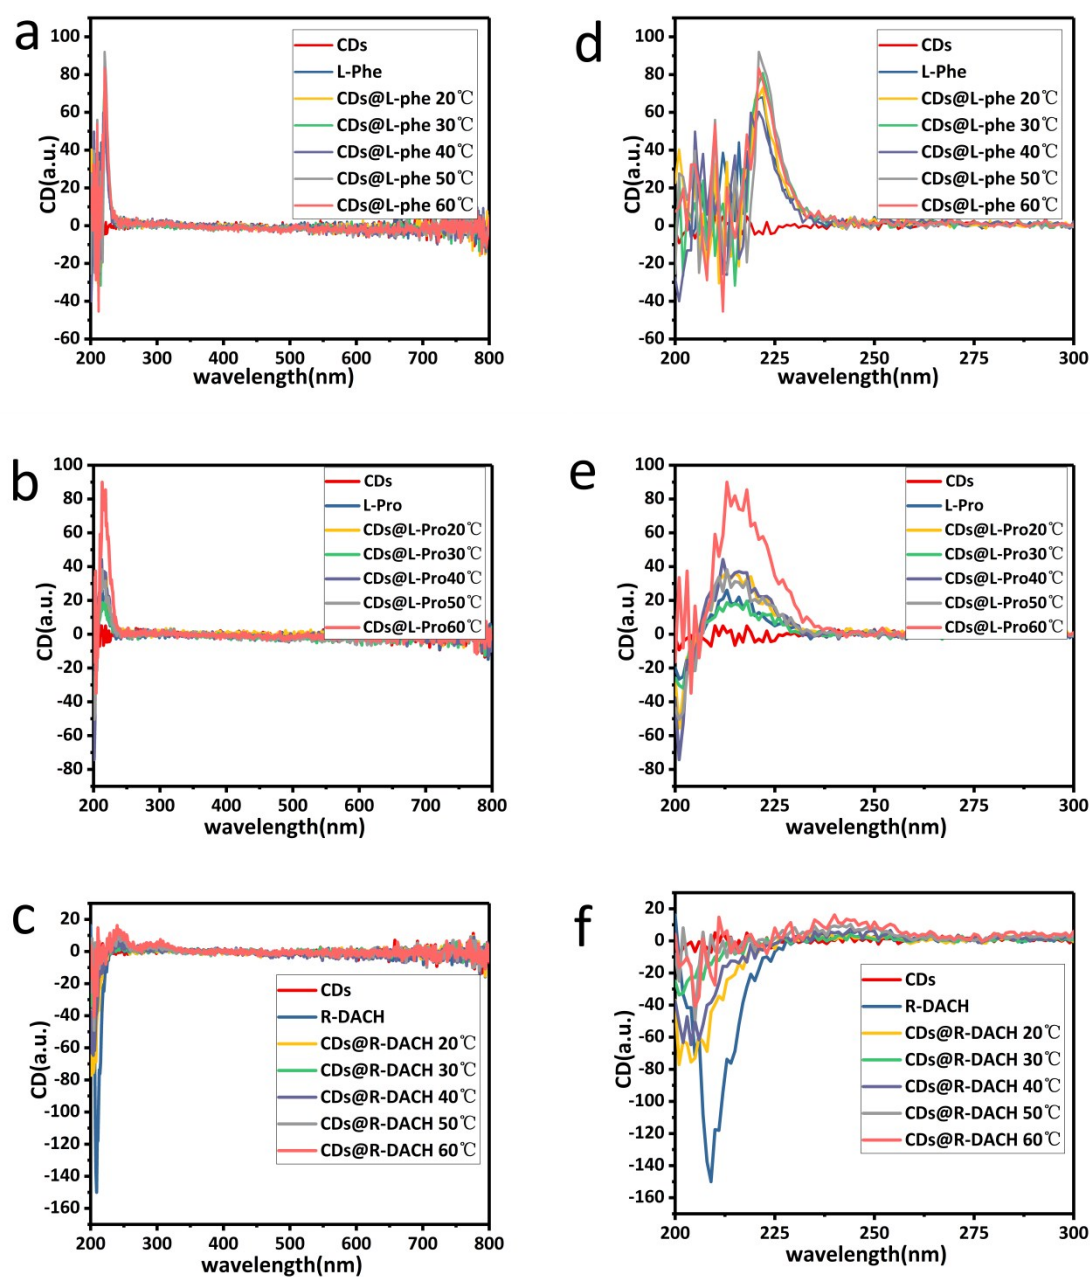 a
CD(a.u.)
100
80
60
40
20
0
-20
-40
-60
200 300 400 500 600 700 800
wavelength(nm)
CDs
L-Phe
CDs@L-phe 20℃
CDs@L-phe 30℃
CDs@L-phe 40℃
CDs@L-phe 50℃
CDs@L-phe 60℃
d
CD(a.u.)
100
80
60
40
20
0
-20
-40
-60
200 225 250 275 300
wavelength(nm)
CDs
L-Phe
CDs@L-phe 20℃
CDs@L-phe 30℃
CDs@L-phe 40℃
CDs@L-phe 50℃
CDs@L-phe 60℃
b
CD(a.u.)
100
80
60
40
20
0
-20
-40
-60
-80
200 300 400 500 600 700 800
wavelength(nm)
CDs
L-Pro
CDs@L-Pro20℃
CDs@L-Pro30℃
CDs@L-Pro40℃
CDs@L-Pro50℃
CDs@L-Pro60℃
e
CD(a.u.)
100
80
60
40
20
0
-20
-40
-60
-80
200 225 250 275 300
wavelength(nm)
CDs
L-Pro
CDs@L-Pro20℃
CDs@L-Pro30℃
CDs@L-Pro40℃
CDs@L-Pro50℃
CDs@L-Pro60℃
c
CD(a.u.)
20
0
-20
-40
-60
-80
-100
-120
-140
-160
200 300 400 500 600 700 800
wavelength(nm)
CDs
R-DACH
CDs@R-DACH 20℃
CDs@R-DACH 30℃
CDs@R-DACH 40℃
CDs@R-DACH 50℃
CDs@R-DACH 60℃
f
CD(a.u.)
20
0
-20
-40
-60
-80
-100
-120
-140
-160
200 225 250 275 300
wavelength(nm)
CDs
R-DACH
CDs@R-DACH 20℃
CDs@R-DACH 30℃
CDs@R-DACH 40℃
CDs@R-DACH 50℃
CDs@R-DACH 60℃